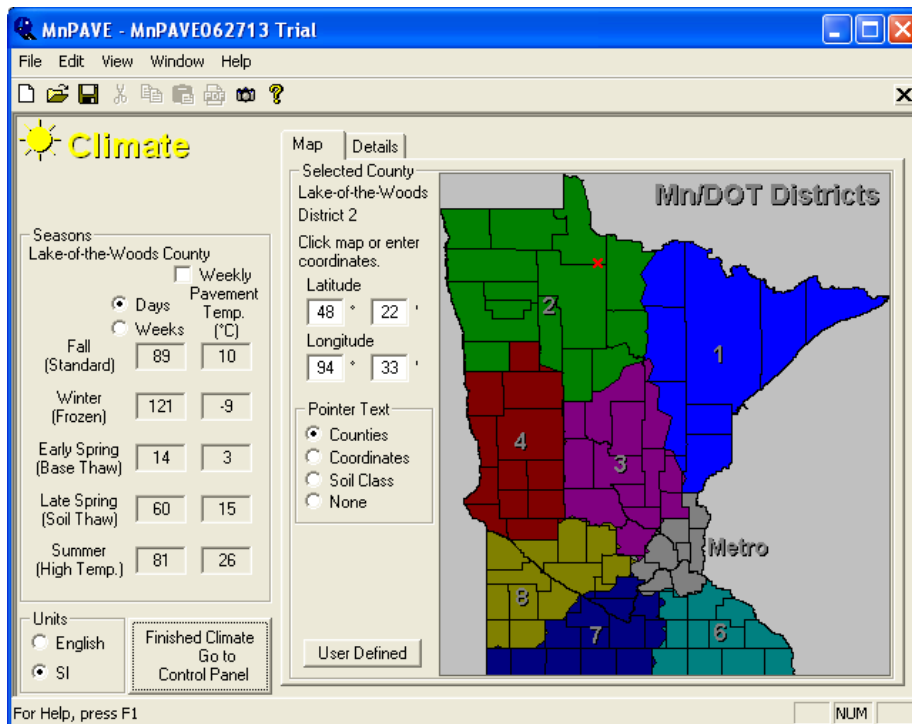 MnPAVE - MnPAVE062713 Trial
File Edit View Window Help
PDF
Climate
Seasons
Lake-of-the-Woods County
Weekly
Days
Weeks
Pavement
Temp.
(°C)
Fall
(Standard)
89
10
Winter
(Frozen)
121
-9
Early Spring
(Base Thaw)
14
3
Late Spring
(Soil Thaw)
60
15
Summer
(High Temp.)
81
26
Units
English
SI
Finished Climate
Go to
Control Panel
Map
Details
Selected County
Lake-of-the-Woods
District 2
Click map or enter
coordinates.
Latitude
48 ° 22 '
Longitude
94 ° 33 '
Pointer Text
Counties
Coordinates
Soil Class
None
User Defined
Mn/DOT Districts
2
1
4
3
Metro
8
7
6
For Help, press F1
NUM